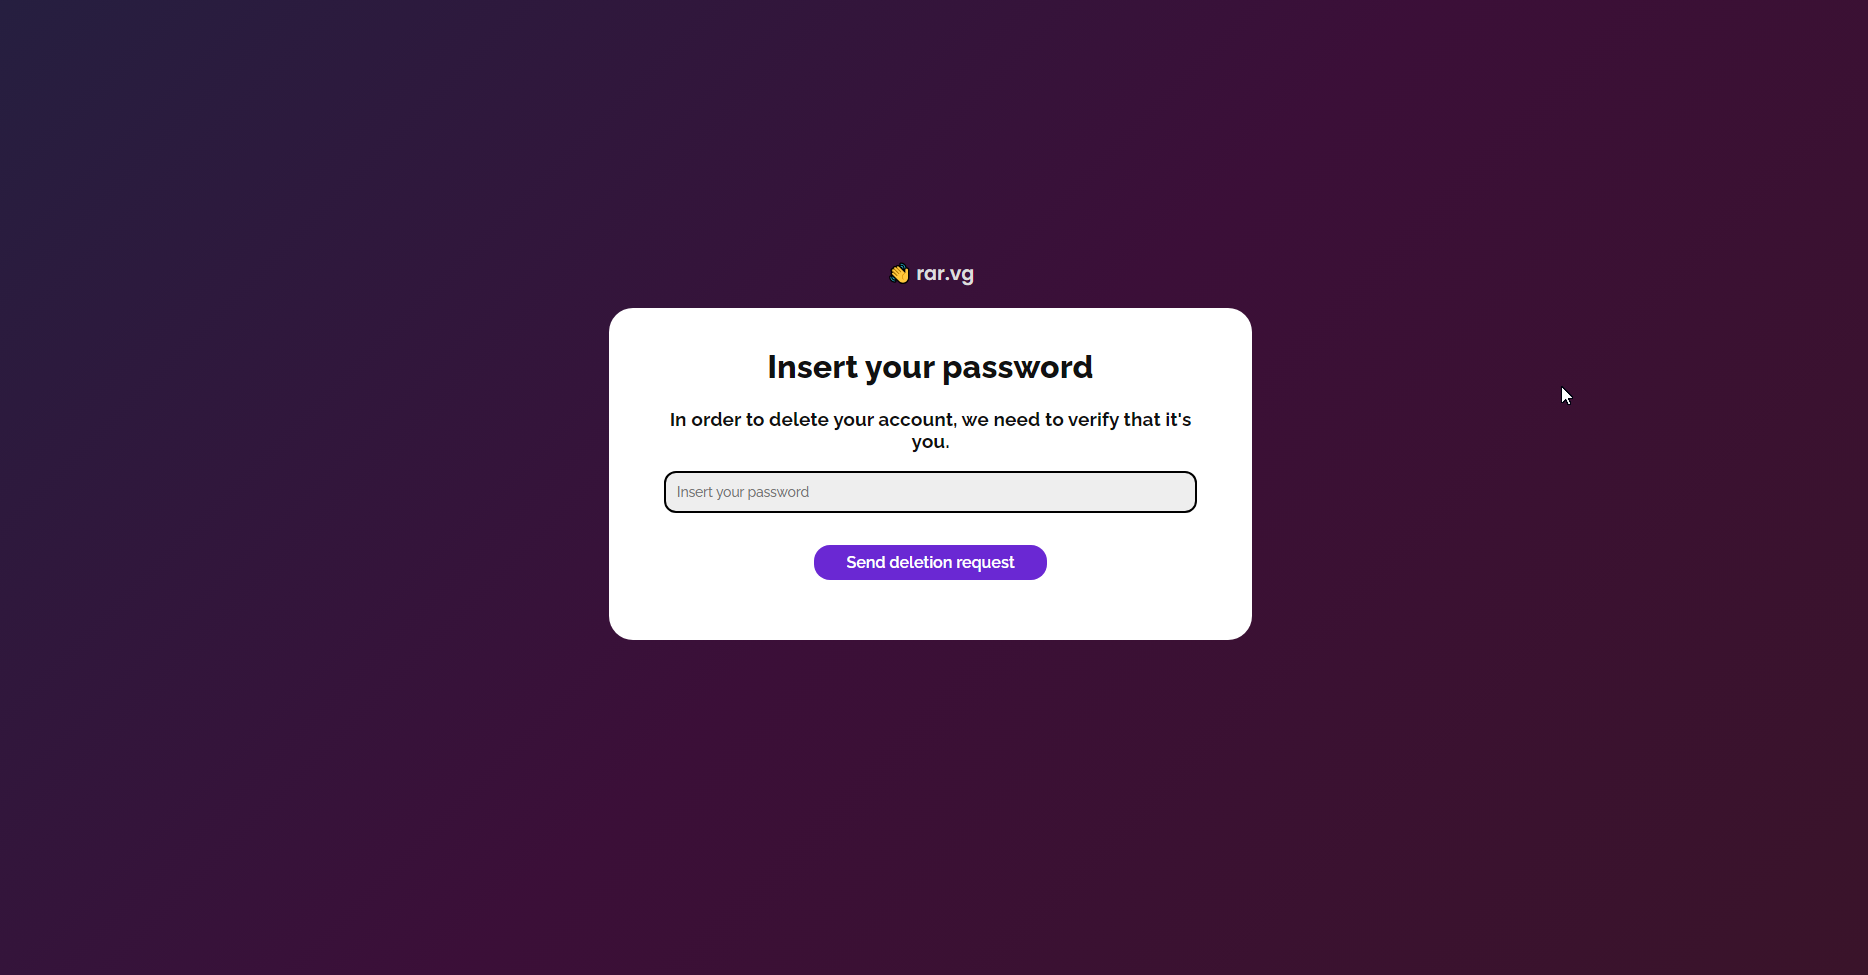 rar.vg
Insert your password
In order to delete your account, we need to verify that it's
you.
Insert your password
Send deletion request